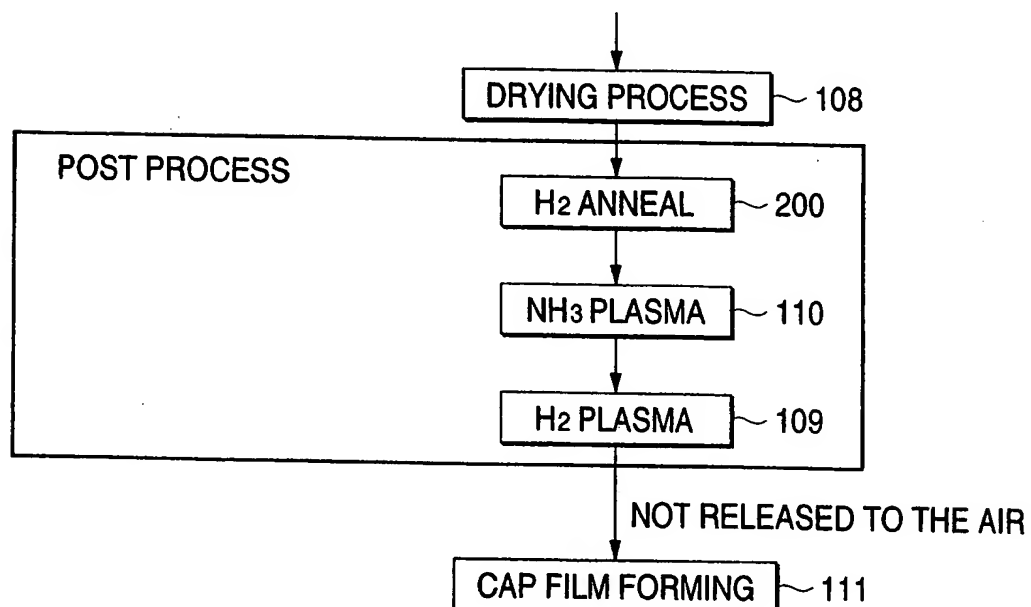 DRYING PROCESS 108
POST PROCESS
H2 ANNEAL 200
NH3 PLASMA 110
H2 PLASMA 109
NOT RELEASED TO THE AIR
CAP FILM FORMING 111